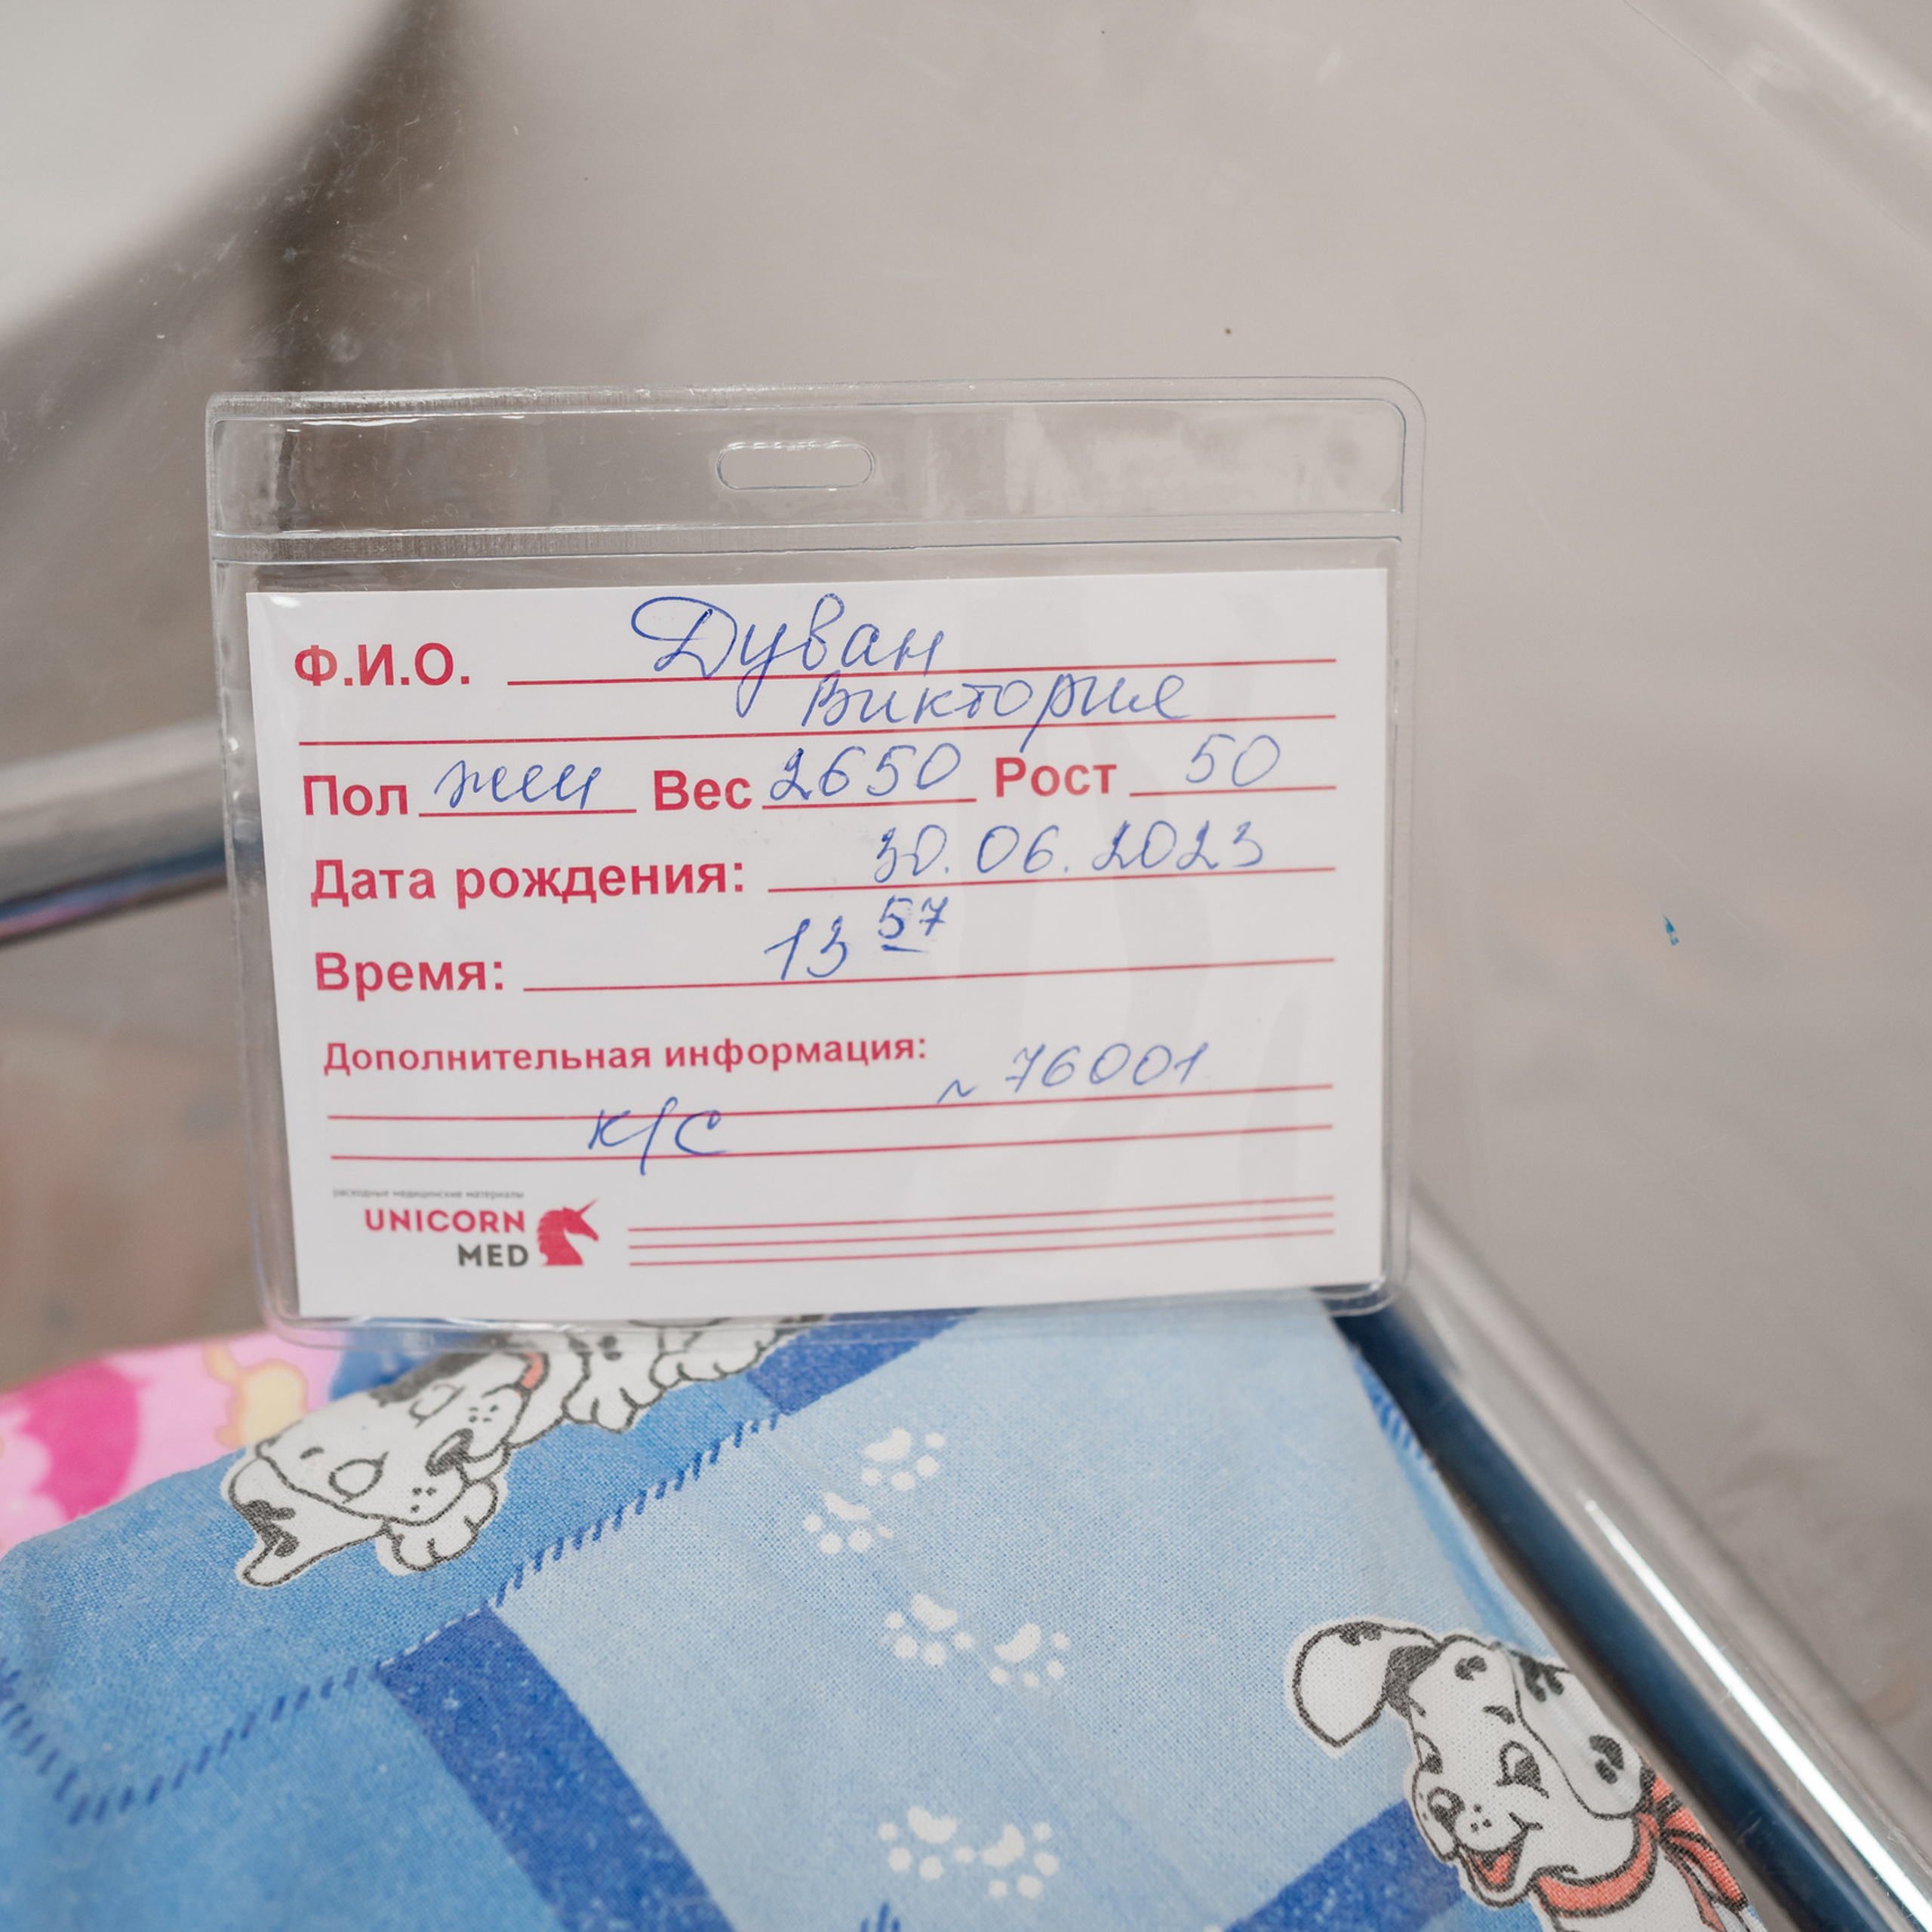 Ф.И.О. Дуван
Виктория
Пол жен Вес 2650 Рост 50
Дата рождения: 30.06.2023
Время: 13 57
Дополнительная информация: ~ 76001
к/с
расходные медицинские материалы
UNICORN
MED